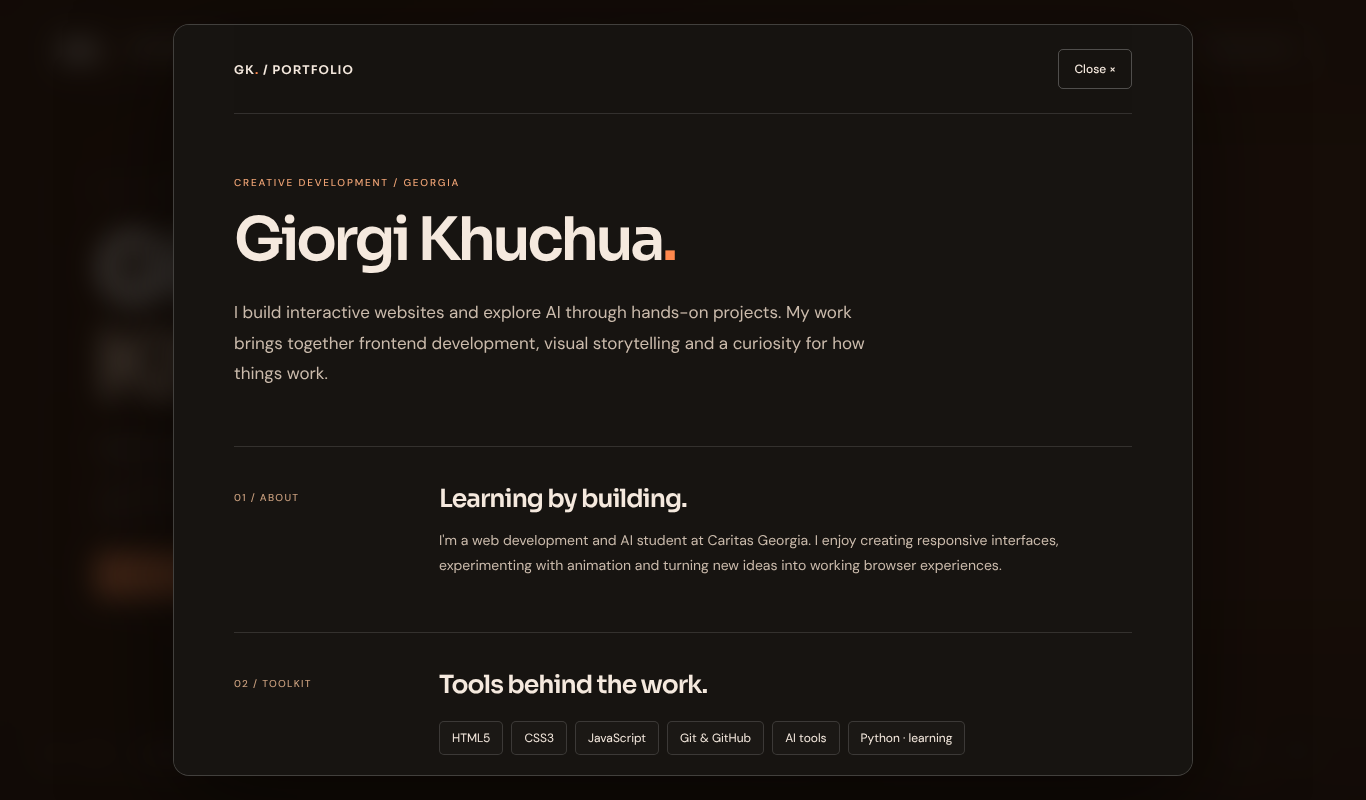 GK. / PORTFOLIO
Close ×
CREATIVE DEVELOPMENT / GEORGIA
Giorgi Khuchua.
I build interactive websites and explore AI through hands-on projects. My work
brings together frontend development, visual storytelling and a curiosity for how
things work.
01 / ABOUT
Learning by building.
I'm a web development and AI student at Caritas Georgia. I enjoy creating responsive interfaces,
experimenting with animation and turning new ideas into working browser experiences.
02 / TOOLKIT
Tools behind the work.
HTML5 CSS3 JavaScript Git & GitHub AI tools Python · learning